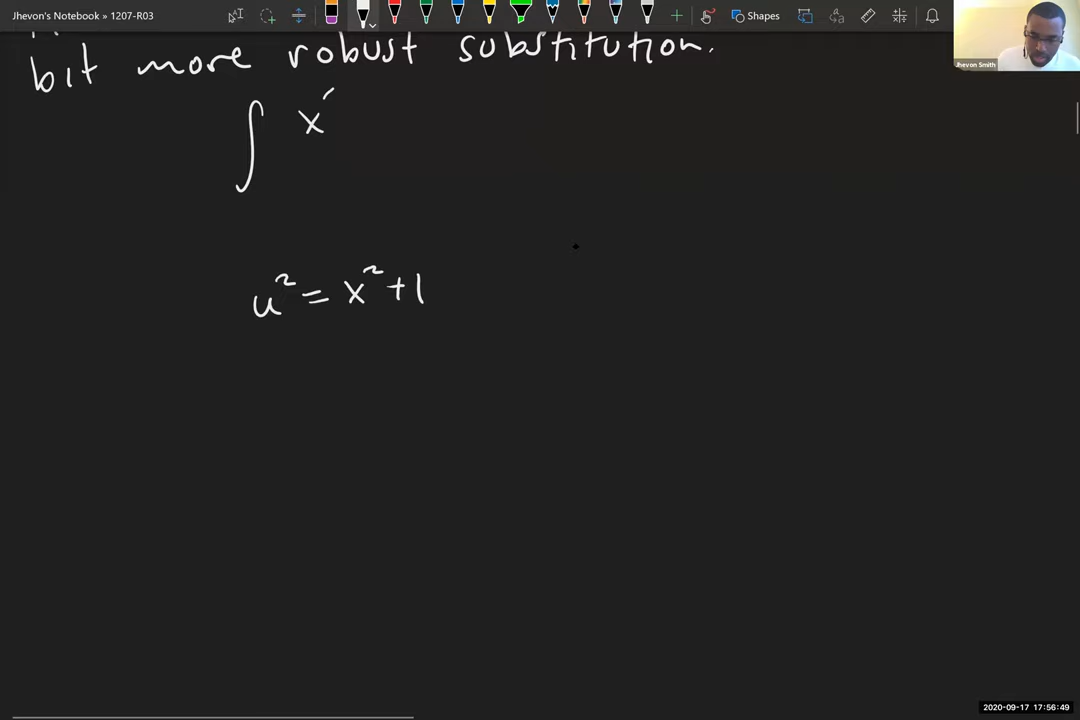 Jhevon's Notebook » 1207-R03
Shapes
Jhevon Smith
bit more robust substitution.
∫ x
u² = x² + 1
2020-09-17 17:56:49